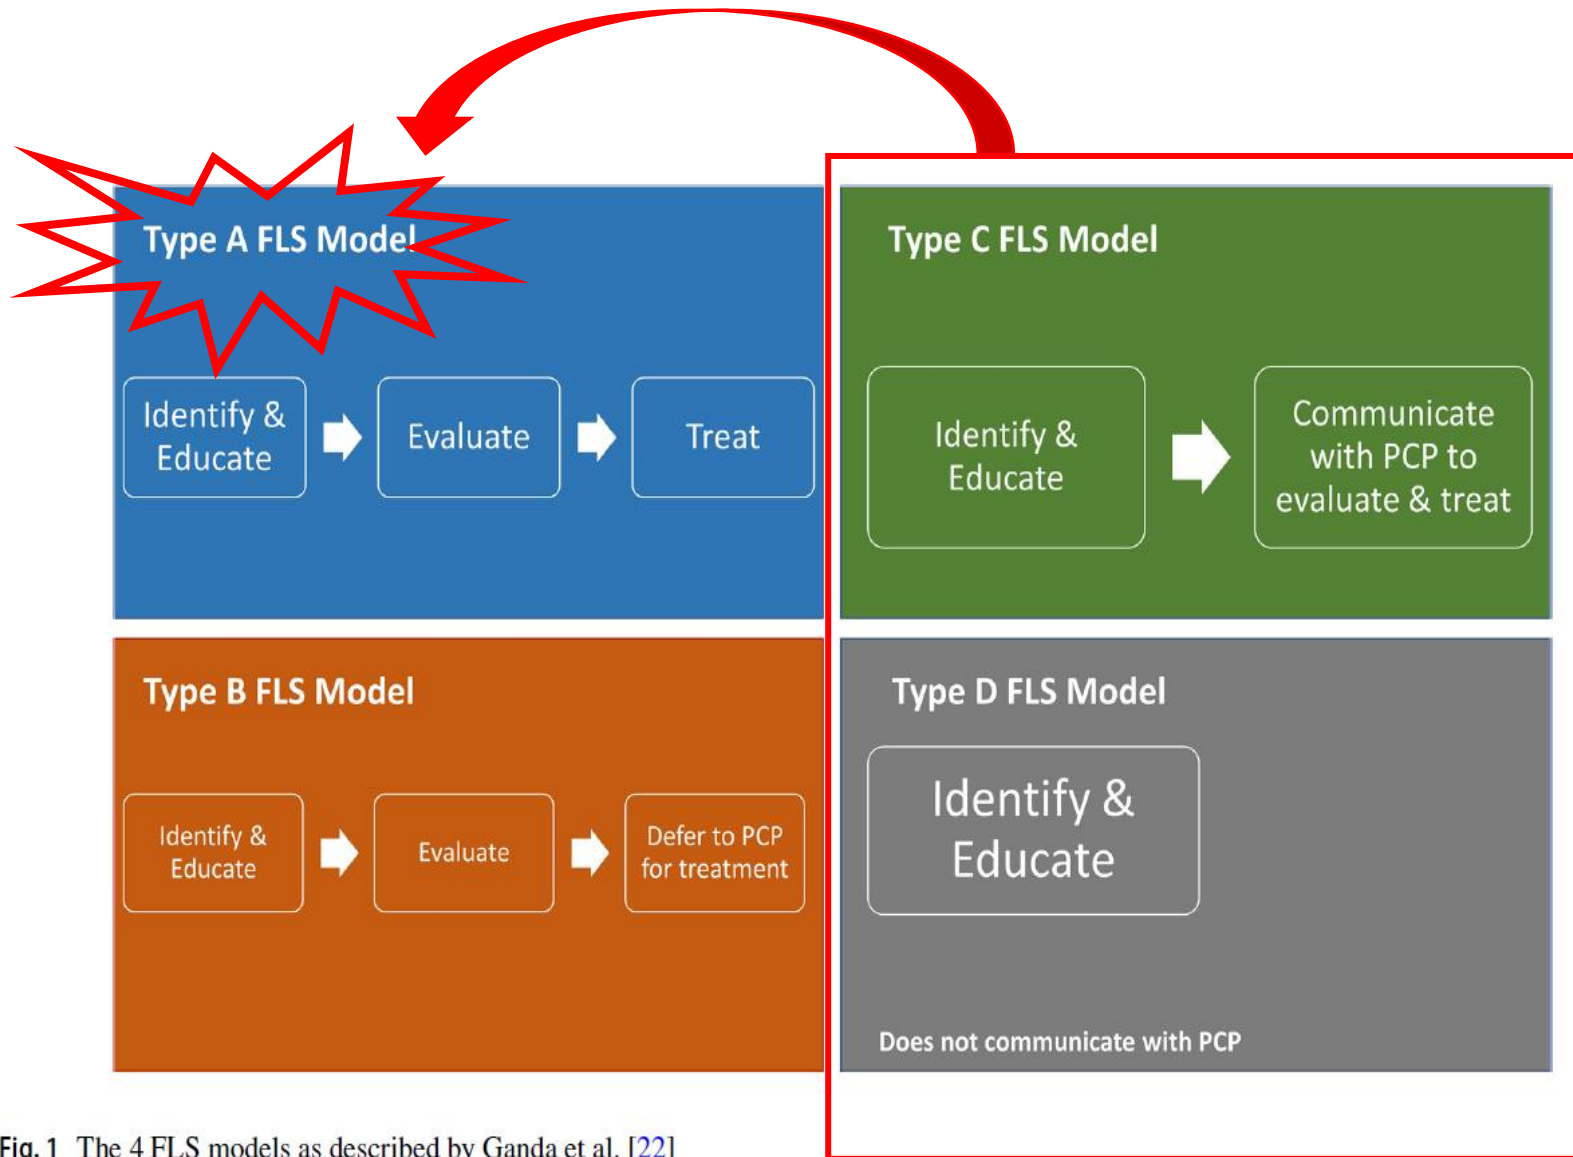 Type A FLS Model
Identify &
Educate
Evaluate
Treat
Type C FLS Model
Identify &
Educate
Communicate
with PCP to
evaluate & treat
Type B FLS Model
Identify &
Educate
Evaluate
Defer to PCP
for treatment
Type D FLS Model
Identify &
Educate
Does not communicate with PCP
Fig. 1 The 4 FLS models as described by Ganda et al. [22]